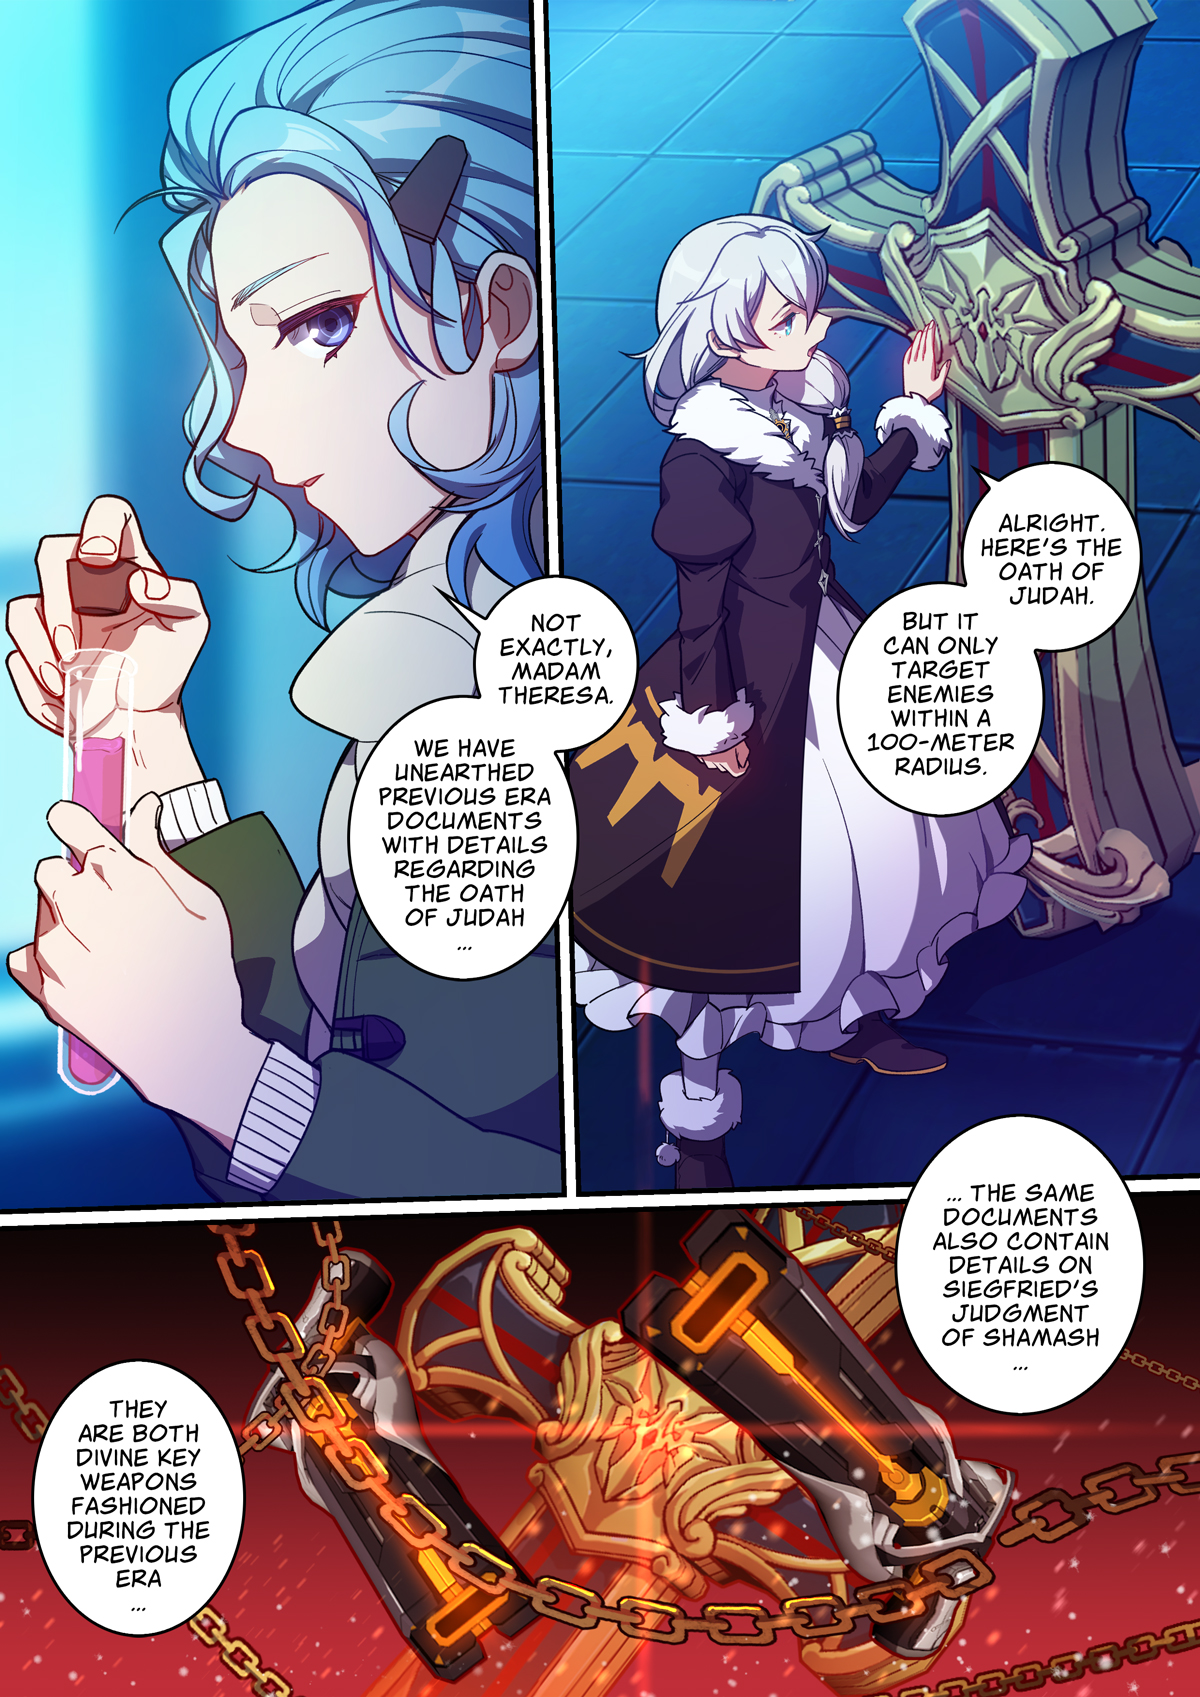 ALRIGHT.
HERE'S THE
OATH OF
JUDAH.
BUT IT
CAN ONLY
TARGET
ENEMIES
WITHIN A
100-METER
RADIUS.
NOT
EXACTLY,
MADAM
THERESA.
WE HAVE
UNEARTHED
PREVIOUS ERA
DOCUMENTS
WITH DETAILS
REGARDING
THE OATH
OF JUDAH
...
... THE SAME
DOCUMENTS
ALSO CONTAIN
DETAILS ON
SIEGFRIED'S
JUDGMENT
OF SHAMASH
...
THEY
ARE BOTH
DIVINE KEY
WEAPONS
FASHIONED
DURING THE
PREVIOUS
ERA
...